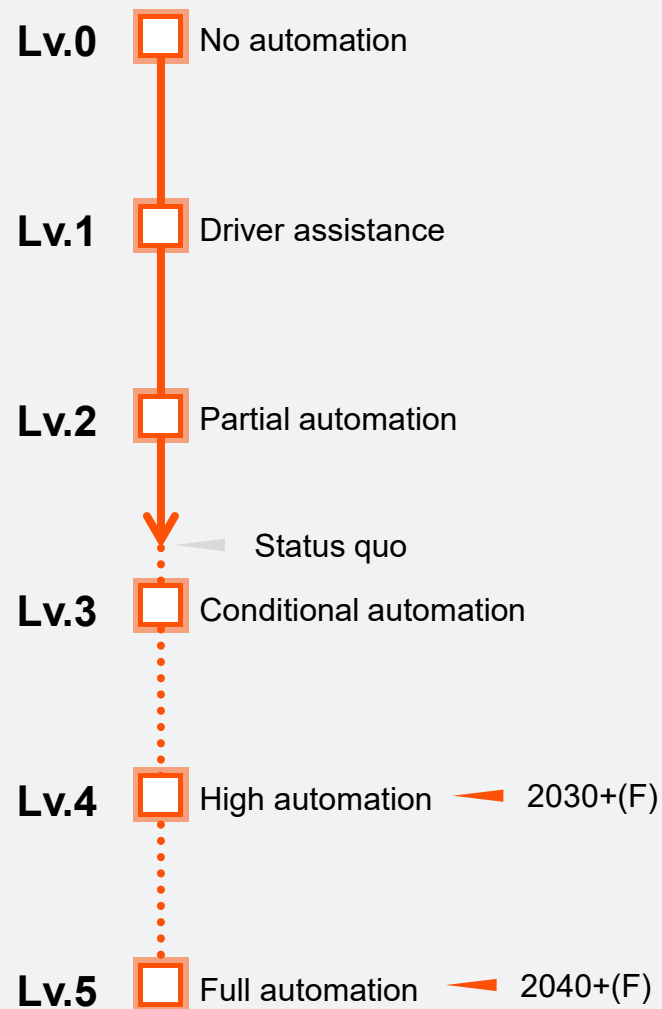 Lv.0 No automation
Lv.1 Driver assistance
Lv.2 Partial automation
Status quo
Lv.3 Conditional automation
Lv.4 High automation 2030+(F)
Lv.5 Full automation 2040+(F)